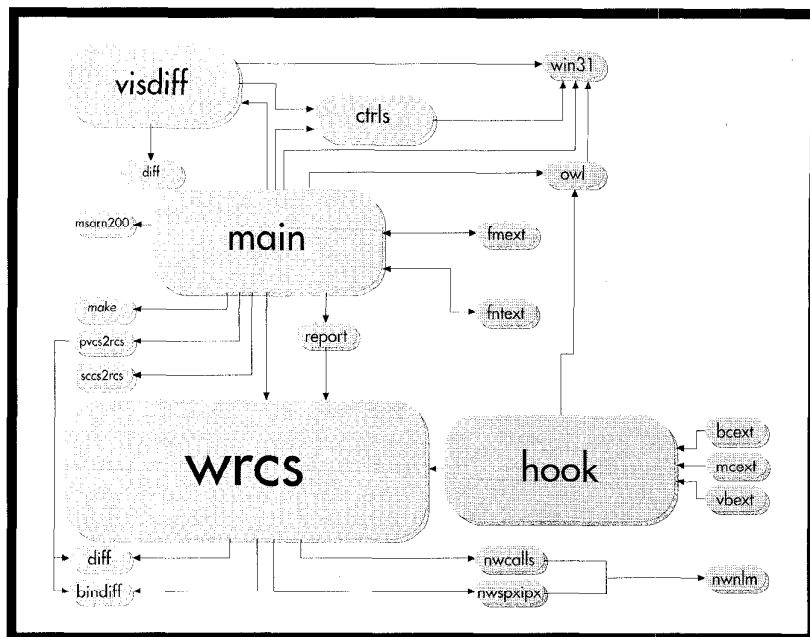 visdiff
win31
ctrls
diff
owl
msarn200
main
fmext
fntext
make
report
pvcs2rcs
sccs2rcs
wrcs
hook
bcext
mcext
vbext
diff
bindiff
nwcalls
nwspxipx
nwnlm